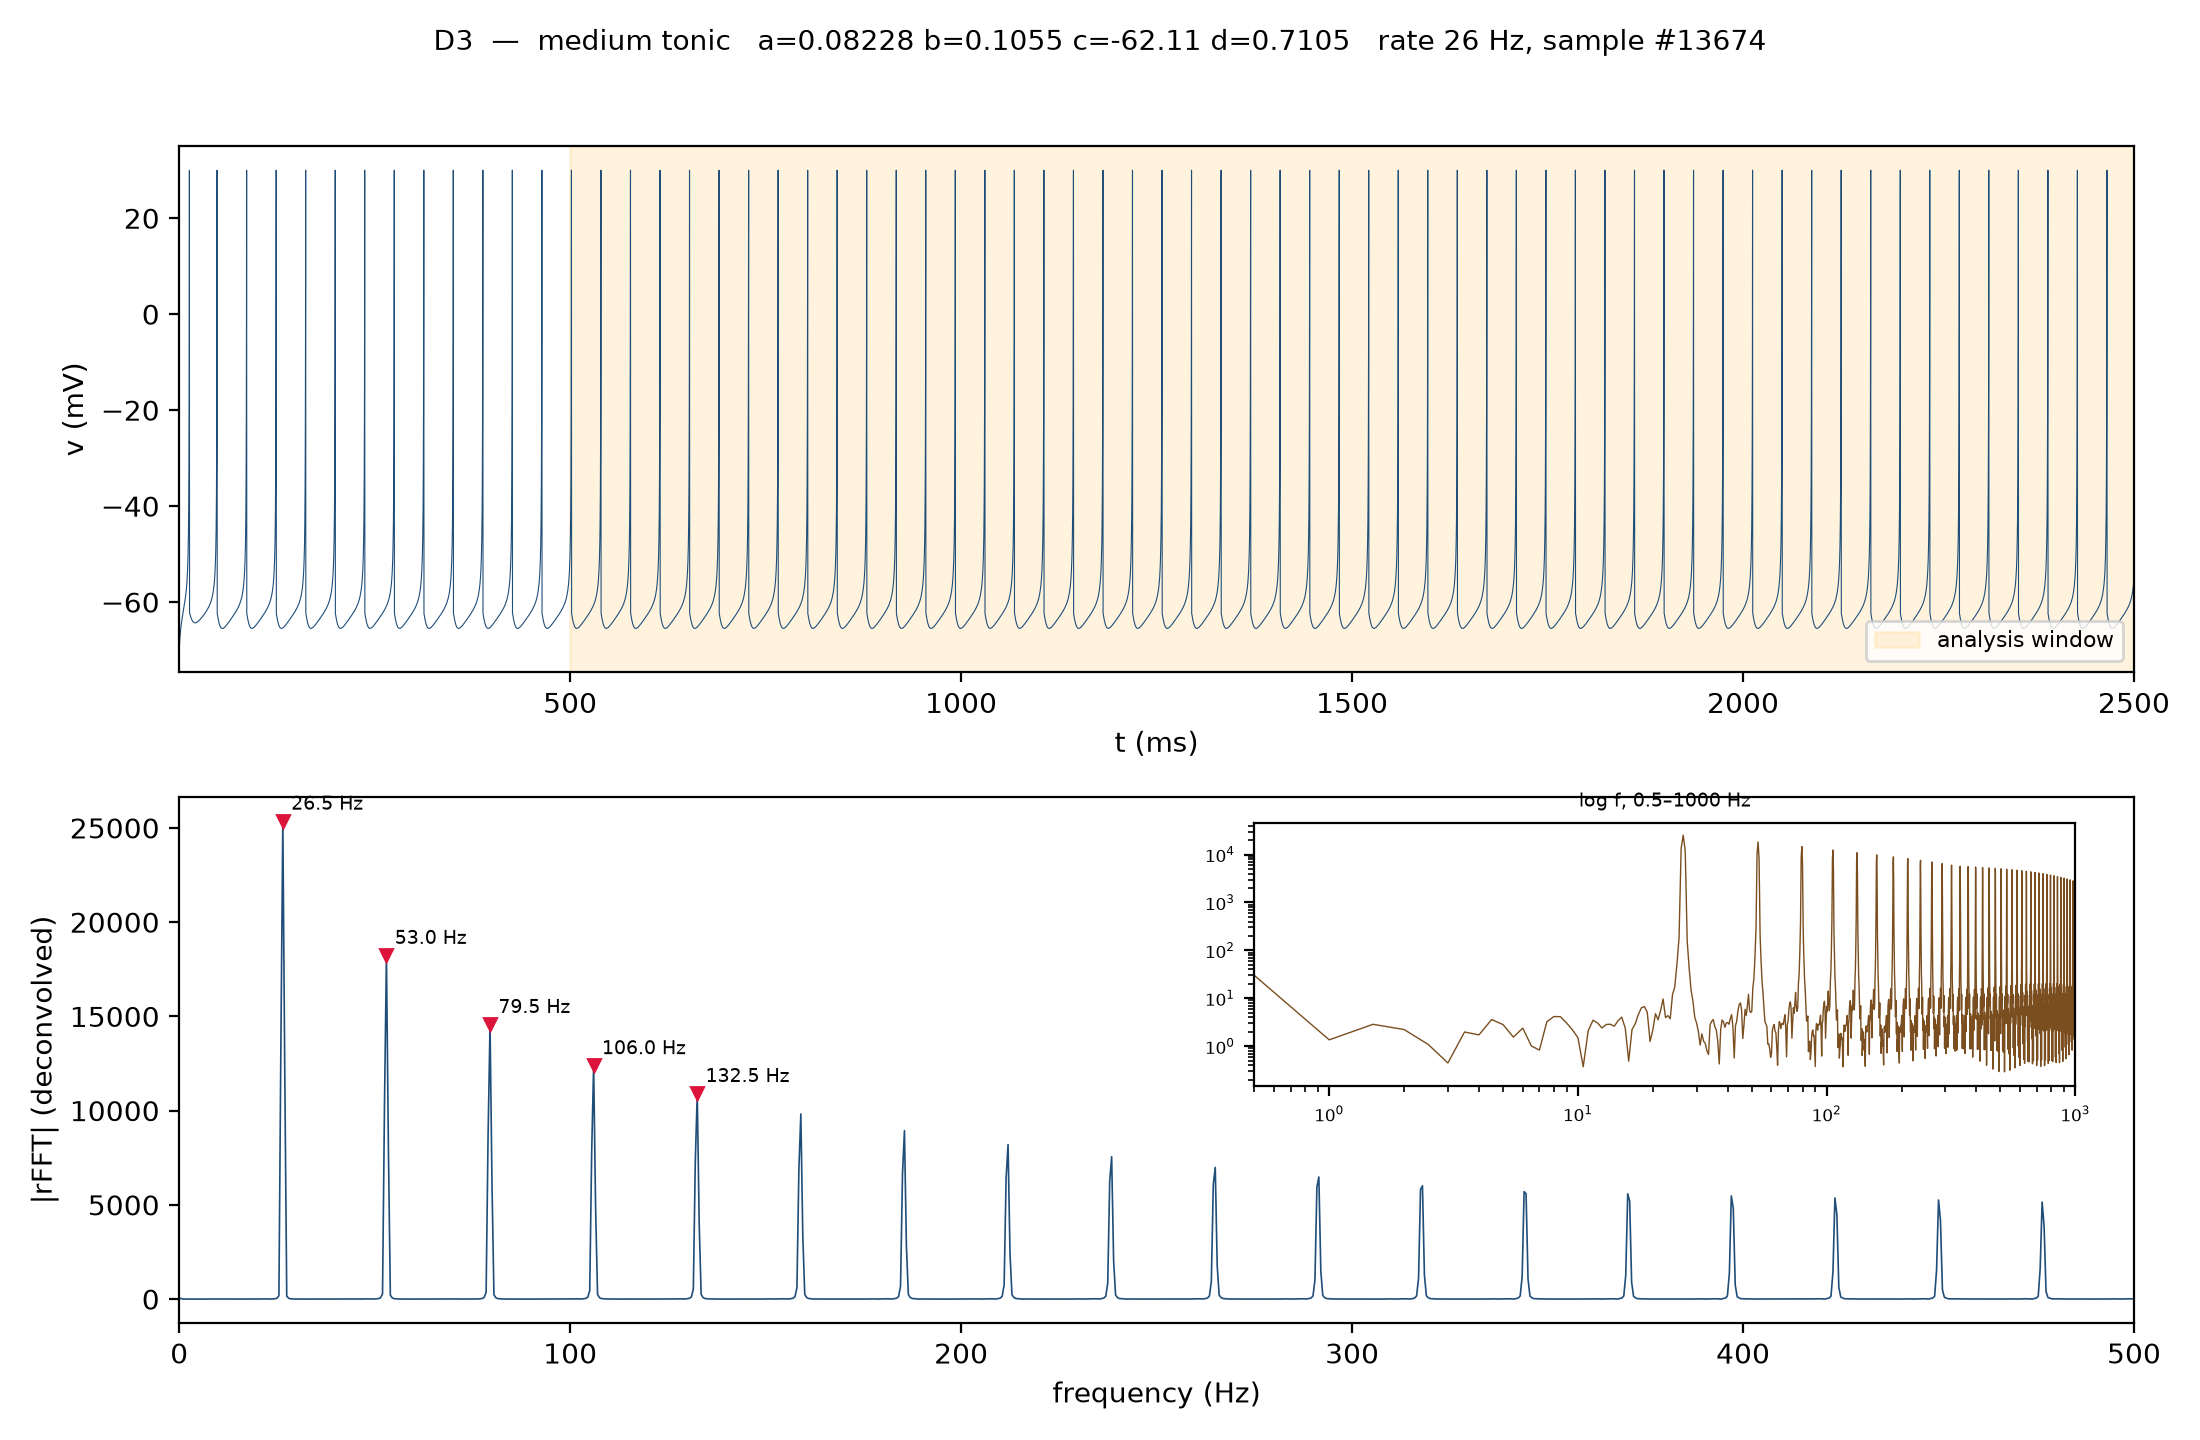 D3 — medium tonic a=0.08228 b=0.1055 c=-62.11 d=0.7105 rate 26 Hz, sample #13674
20
0
−20
−40
−60
v (mV)
analysis window
500
1000
1500
2000
2500
t (ms)
26.5 Hz
53.0 Hz
79.5 Hz
106.0 Hz
132.5 Hz
log f, 0.5–1000 Hz
10⁴
10³
10²
10¹
10⁰
10⁰
10¹
10²
10³
25000
20000
15000
10000
5000
0
|rFFT| (deconvolved)
0
100
200
300
400
500
frequency (Hz)